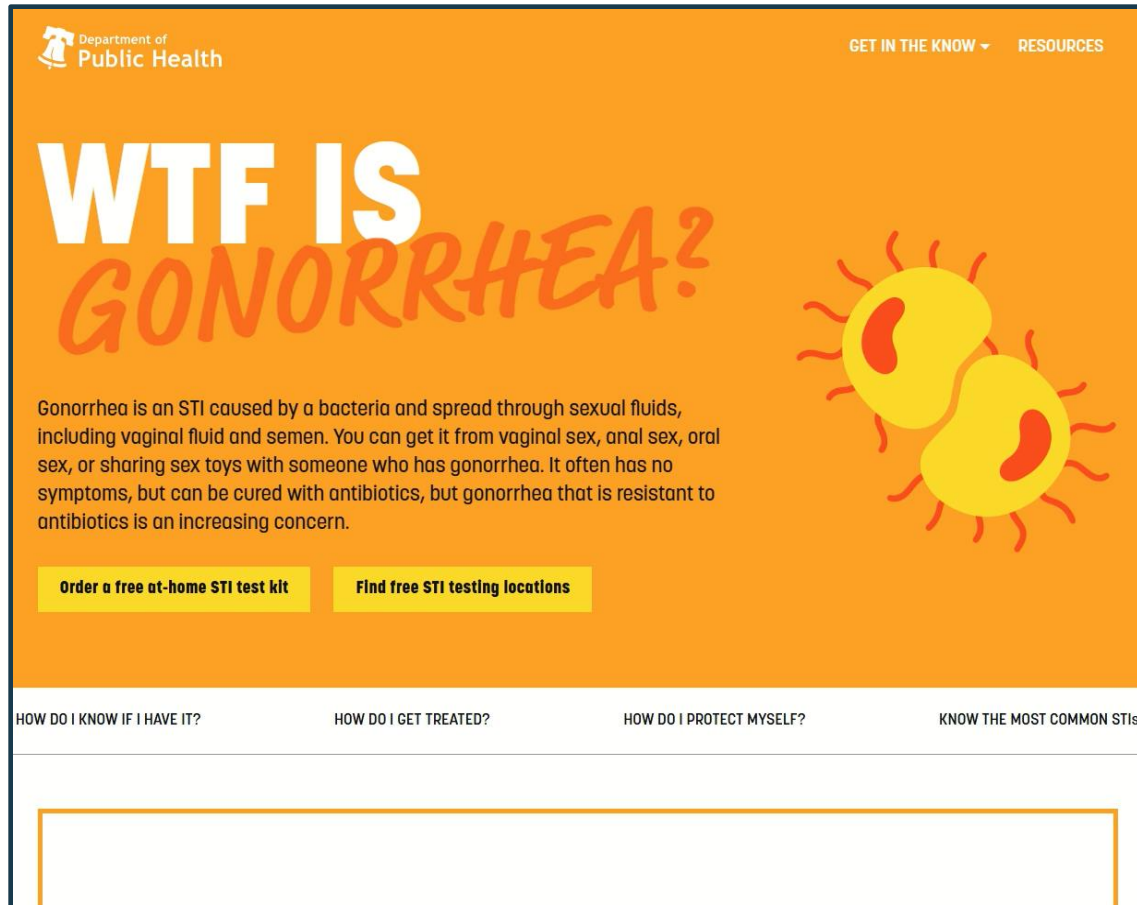 Department of
Public Health
GET IN THE KNOW
RESOURCES
WTF IS
GONORRHEA?
Gonorrhea is an STI caused by a bacteria and spread through sexual fluids,
including vaginal fluid and semen. You can get it from vaginal sex, anal sex, oral
sex, or sharing sex toys with someone who has gonorrhea. It often has no
symptoms, but can be cured with antibiotics, but gonorrhea that is resistant to
antibiotics is an increasing concern.
Order a free at-home STI test kit
Find free STI testing locations
HOW DO I KNOW IF I HAVE IT?
HOW DO I GET TREATED?
HOW DO I PROTECT MYSELF?
KNOW THE MOST COMMON STIs